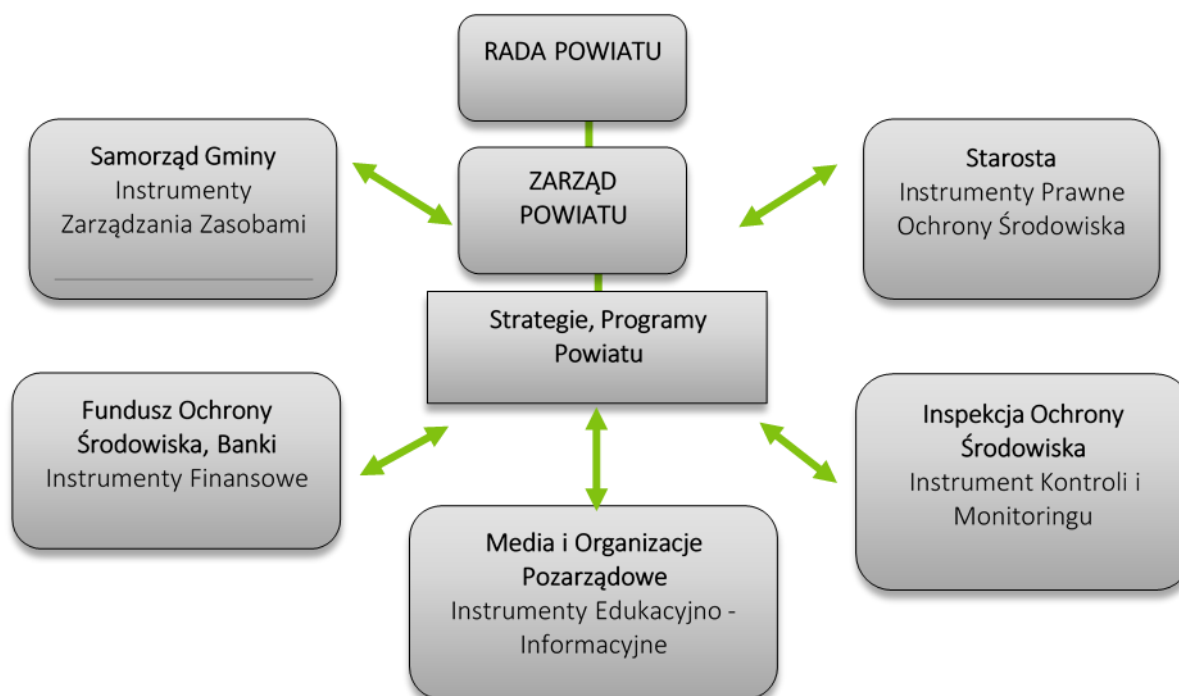 RADA POWIATU
Samorząd Gminy
Instrumenty
Zarządzania Zasobami
ZARZĄD
POWIATU
Starosta
Instrumenty Prawne
Ochrony Środowiska
Strategie, Programy
Powiatu
Fundusz Ochrony
Środowiska, Banki
Instrumenty Finansowe
Inspekcja Ochrony
Środowiska
Instrument Kontroli i
Monitoringu
Media i Organizacje
Pozarządowe
Instrumenty Edukacyjno -
Informacyjne